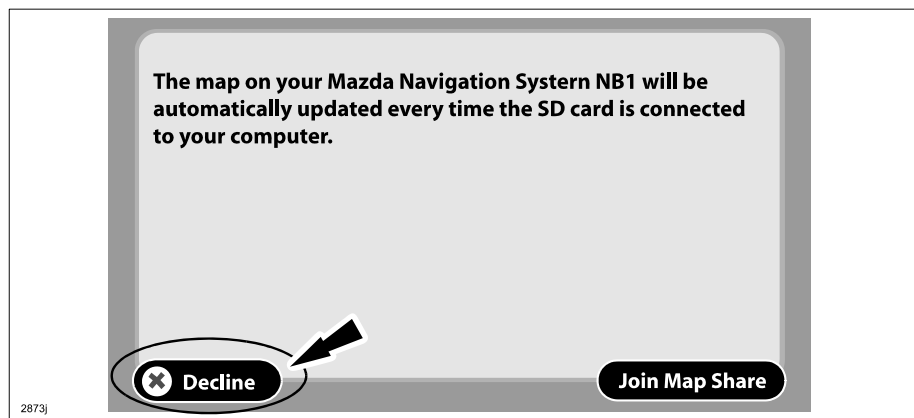 The map on your Mazda Navigation Systern NB1 will be
automatically updated every time the SD card is connected
to your computer.
Decline
Join Map Share
2873j